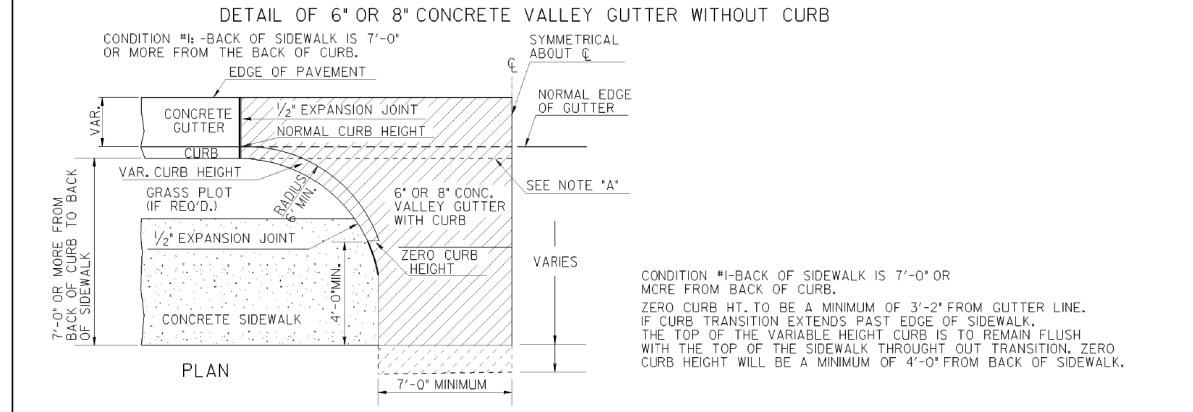 DETAIL OF 6" OR 8" CONCRETE VALLEY GUTTER WITHOUT CURB
CONDITION #1: -BACK OF SIDEWALK IS 7'-0"
OR MORE FROM THE BACK OF CURB.
SYMMETRICAL
ABOUT ℄
℄
EDGE OF PAVEMENT
NORMAL EDGE
OF GUTTER
VAR.
CONCRETE
GUTTER
1/2" EXPANSION JOINT
NORMAL CURB HEIGHT
CURB
VAR. CURB HEIGHT
GRASS PLOT
(IF REQ'D.)
RADIUS
6' MIN.
6" OR 8" CONC.
VALLEY GUTTER
WITH CURB
SEE NOTE "A"
1/2" EXPANSION JOINT
ZERO CURB
HEIGHT
VARIES
7'-0" OR MORE FROM
BACK OF CURB TO BACK
OF SIDEWALK
4'-0"MIN.
CONCRETE SIDEWALK
PLAN
7'-0" MINIMUM
CONDITION #1-BACK OF SIDEWALK IS 7'-0" OR
MORE FROM BACK OF CURB.
ZERO CURB HT. TO BE A MINIMUM OF 3'-2" FROM GUTTER LINE.
IF CURB TRANSITION EXTENDS PAST EDGE OF SIDEWALK.
THE TOP OF THE VARIABLE HEIGHT CURB IS TO REMAIN FLUSH
WITH THE TOP OF THE SIDEWALK THROUGHT OUT TRANSITION. ZERO
CURB HEIGHT WILL BE A MINIMUM OF 4'-0" FROM BACK OF SIDEWALK.